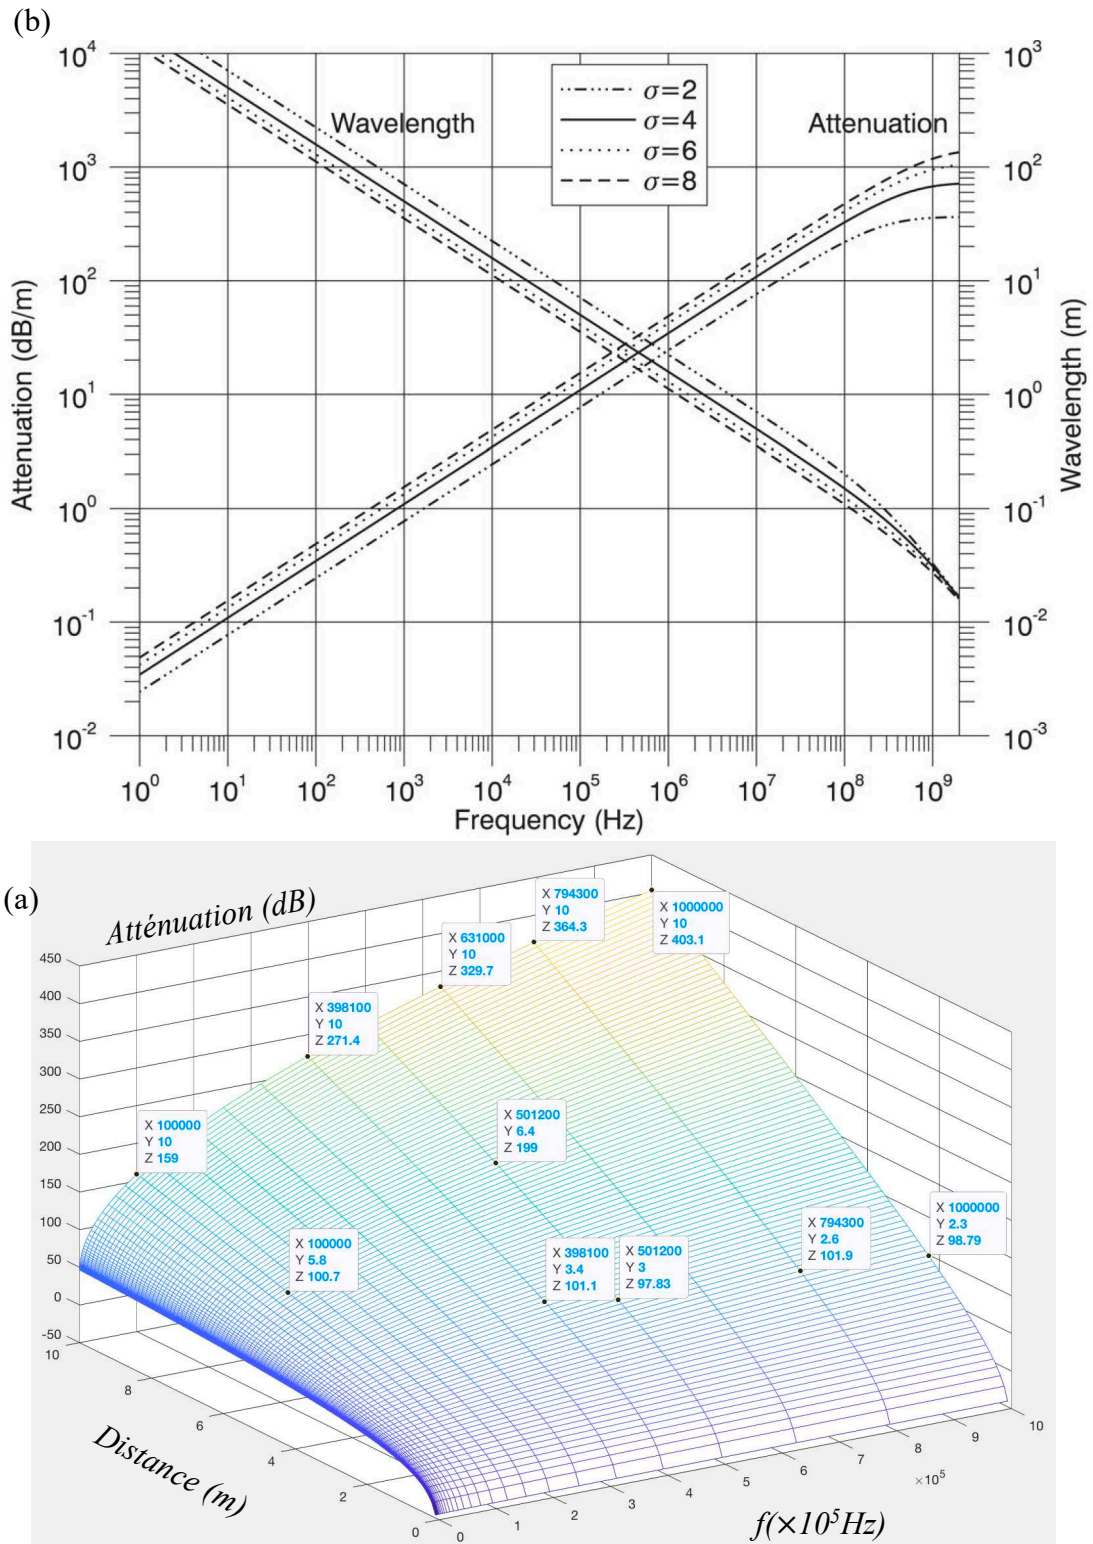 (b)
Wavelength
Attenuation
σ=2
σ=4
σ=6
σ=8
Attenuation (dB/m)
10^4
10^3
10^2
10^1
10^0
10^-1
10^-2
Wavelength (m)
10^3
10^2
10^1
10^0
10^-1
10^-2
10^-3
10^0 10^1 10^2 10^3 10^4 10^5 10^6 10^7 10^8 10^9
Frequency (Hz)
(a)
Atténuation (dB)
X 794300
Y 10
Z 364.3
X 1000000
Y 10
Z 403.1
X 631000
Y 10
Z 329.7
X 398100
Y 10
Z 271.4
X 100000
Y 10
Z 159
X 501200
Y 6.4
Z 199
X 100000
Y 5.8
Z 100.7
X 398100
Y 3.4
Z 101.1
X 501200
Y 3
Z 97.83
X 794300
Y 2.6
Z 101.9
X 1000000
Y 2.3
Z 98.79
450
400
350
300
250
200
150
100
50
0
-50
10
8
6
4
2
0
Distance (m)
0
1
2
3
4
5
6
7
8
9
10
×10^5
f(×10^5Hz)